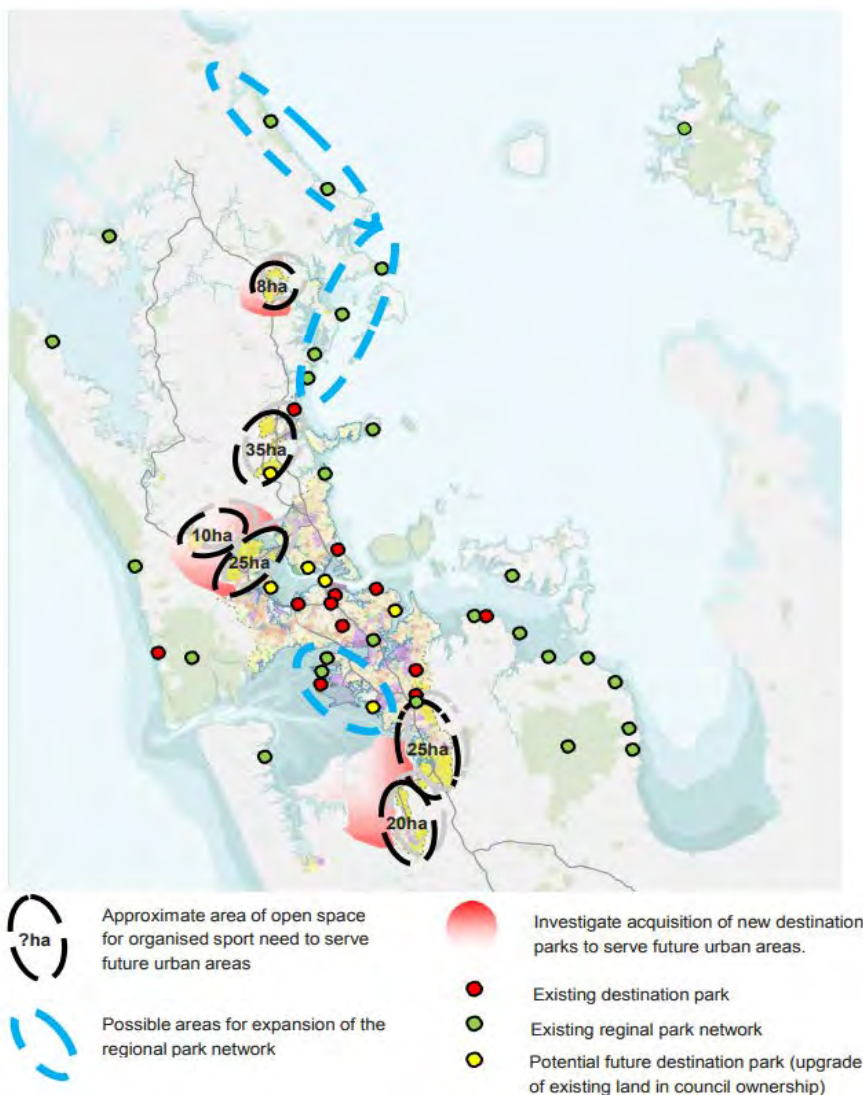 8ha
35ha
10ha
25ha
25ha
20ha
?ha
Approximate area of open space
for organised sport need to serve
future urban areas
Possible areas for expansion of the
regional park network
Investigate acquisition of new destination
parks to serve future urban areas.
Existing destination park
Existing reginal park network
Potential future destination park (upgrade
of existing land in council ownership)